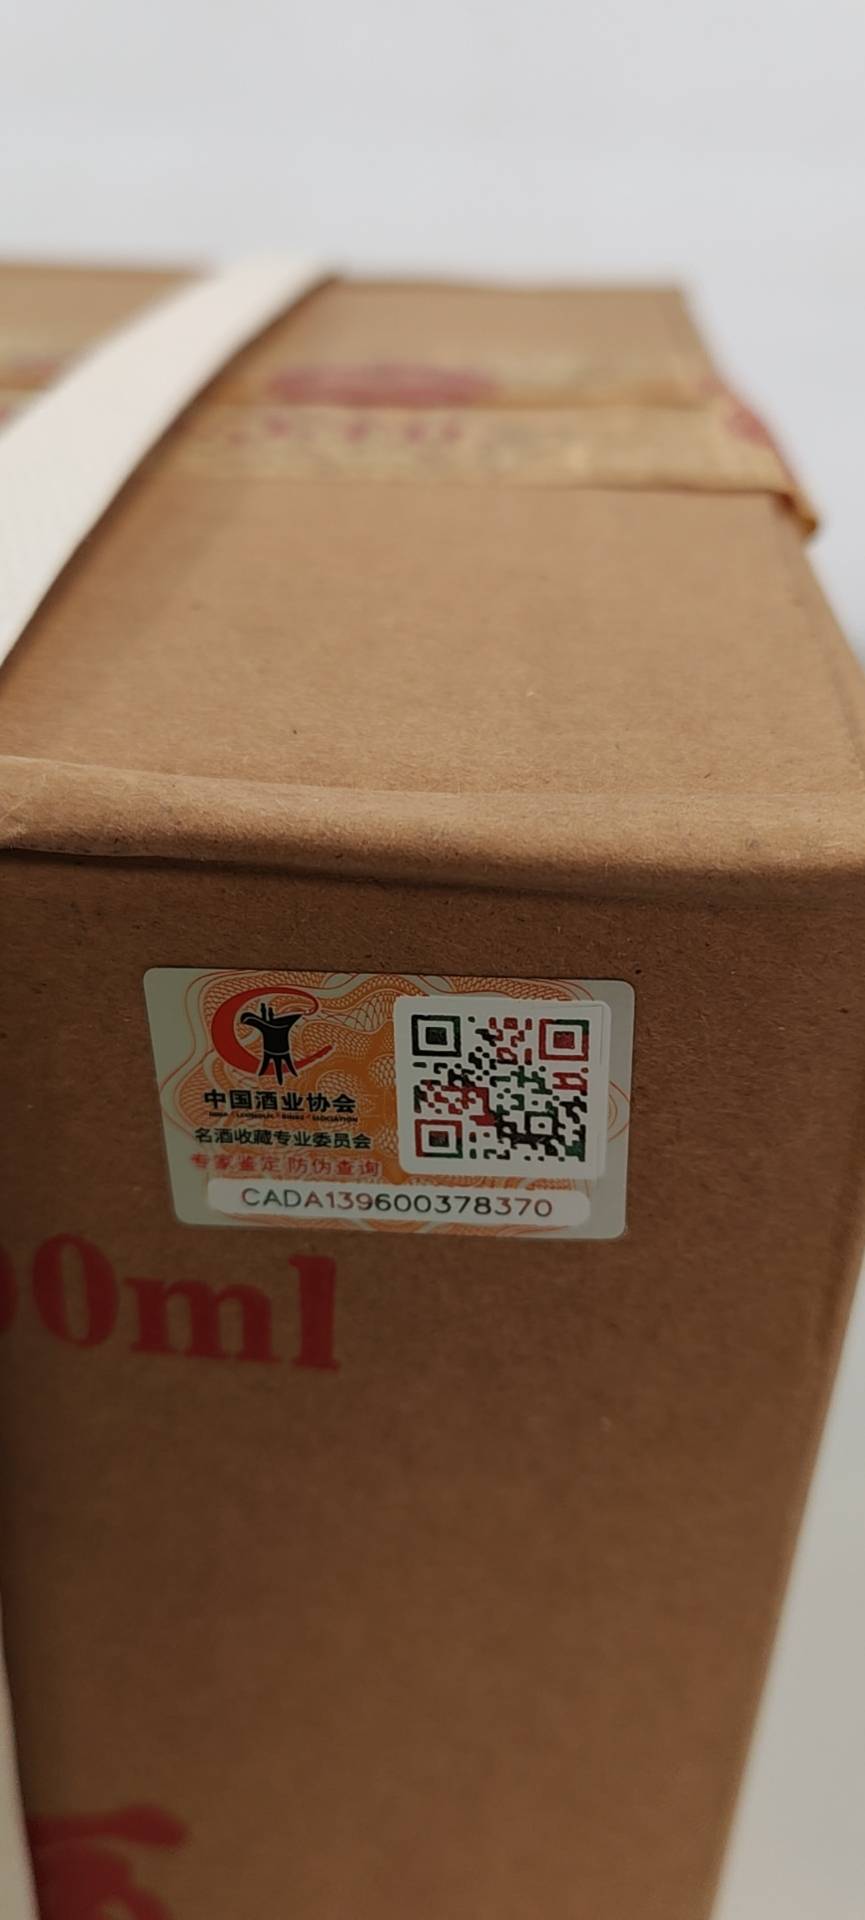 中国酒业协会
名酒收藏专业委员会
专家鉴定 防伪查询
CADA139600378370
0ml